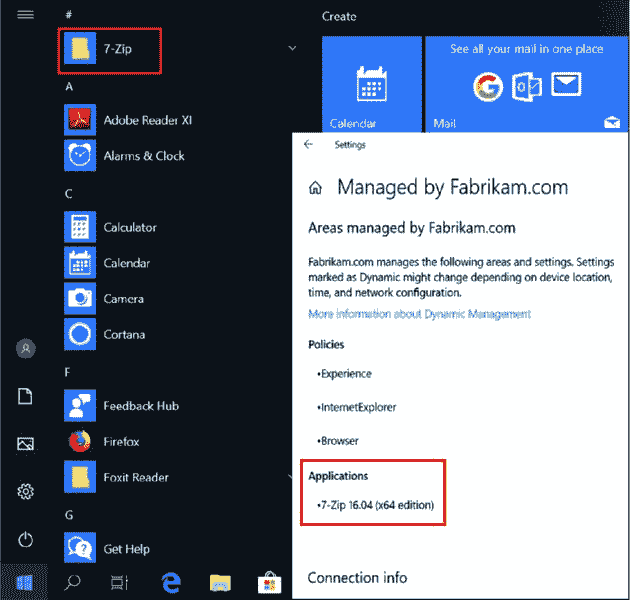 #
7-Zip
A
Adobe Reader XI
Alarms & Clock
C
Calculator
Calendar
Camera
Cortana
F
Feedback Hub
Firefox
Foxit Reader
G
Get Help
Create
Calendar
See all your mail in one place
Mail
Settings
Managed by Fabrikam.com
Areas managed by Fabrikam.com
Fabrikam.com manages the following areas and settings. Settings
marked as Dynamic might change depending on device location,
time, and network configuration.
More information about Dynamic Management
Policies
•Experience
•InternetExplorer
•Browser
Applications
•7-Zip 16.04 (x64 edition)
Connection info